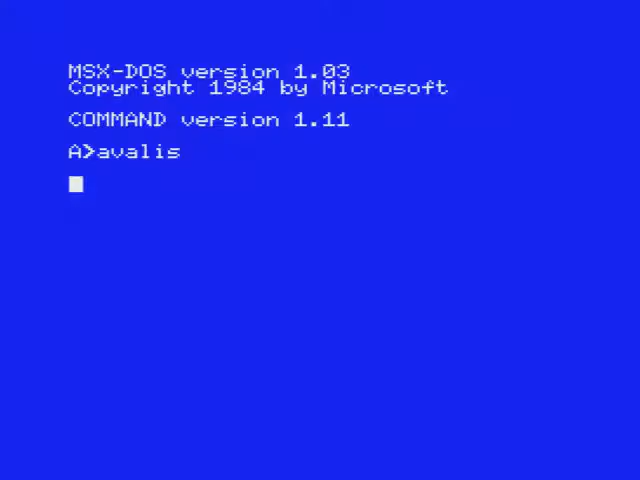 MSX-DOS version 1.03
Copyright 1984 by Microsoft
COMMAND version 1.11
A>avalis